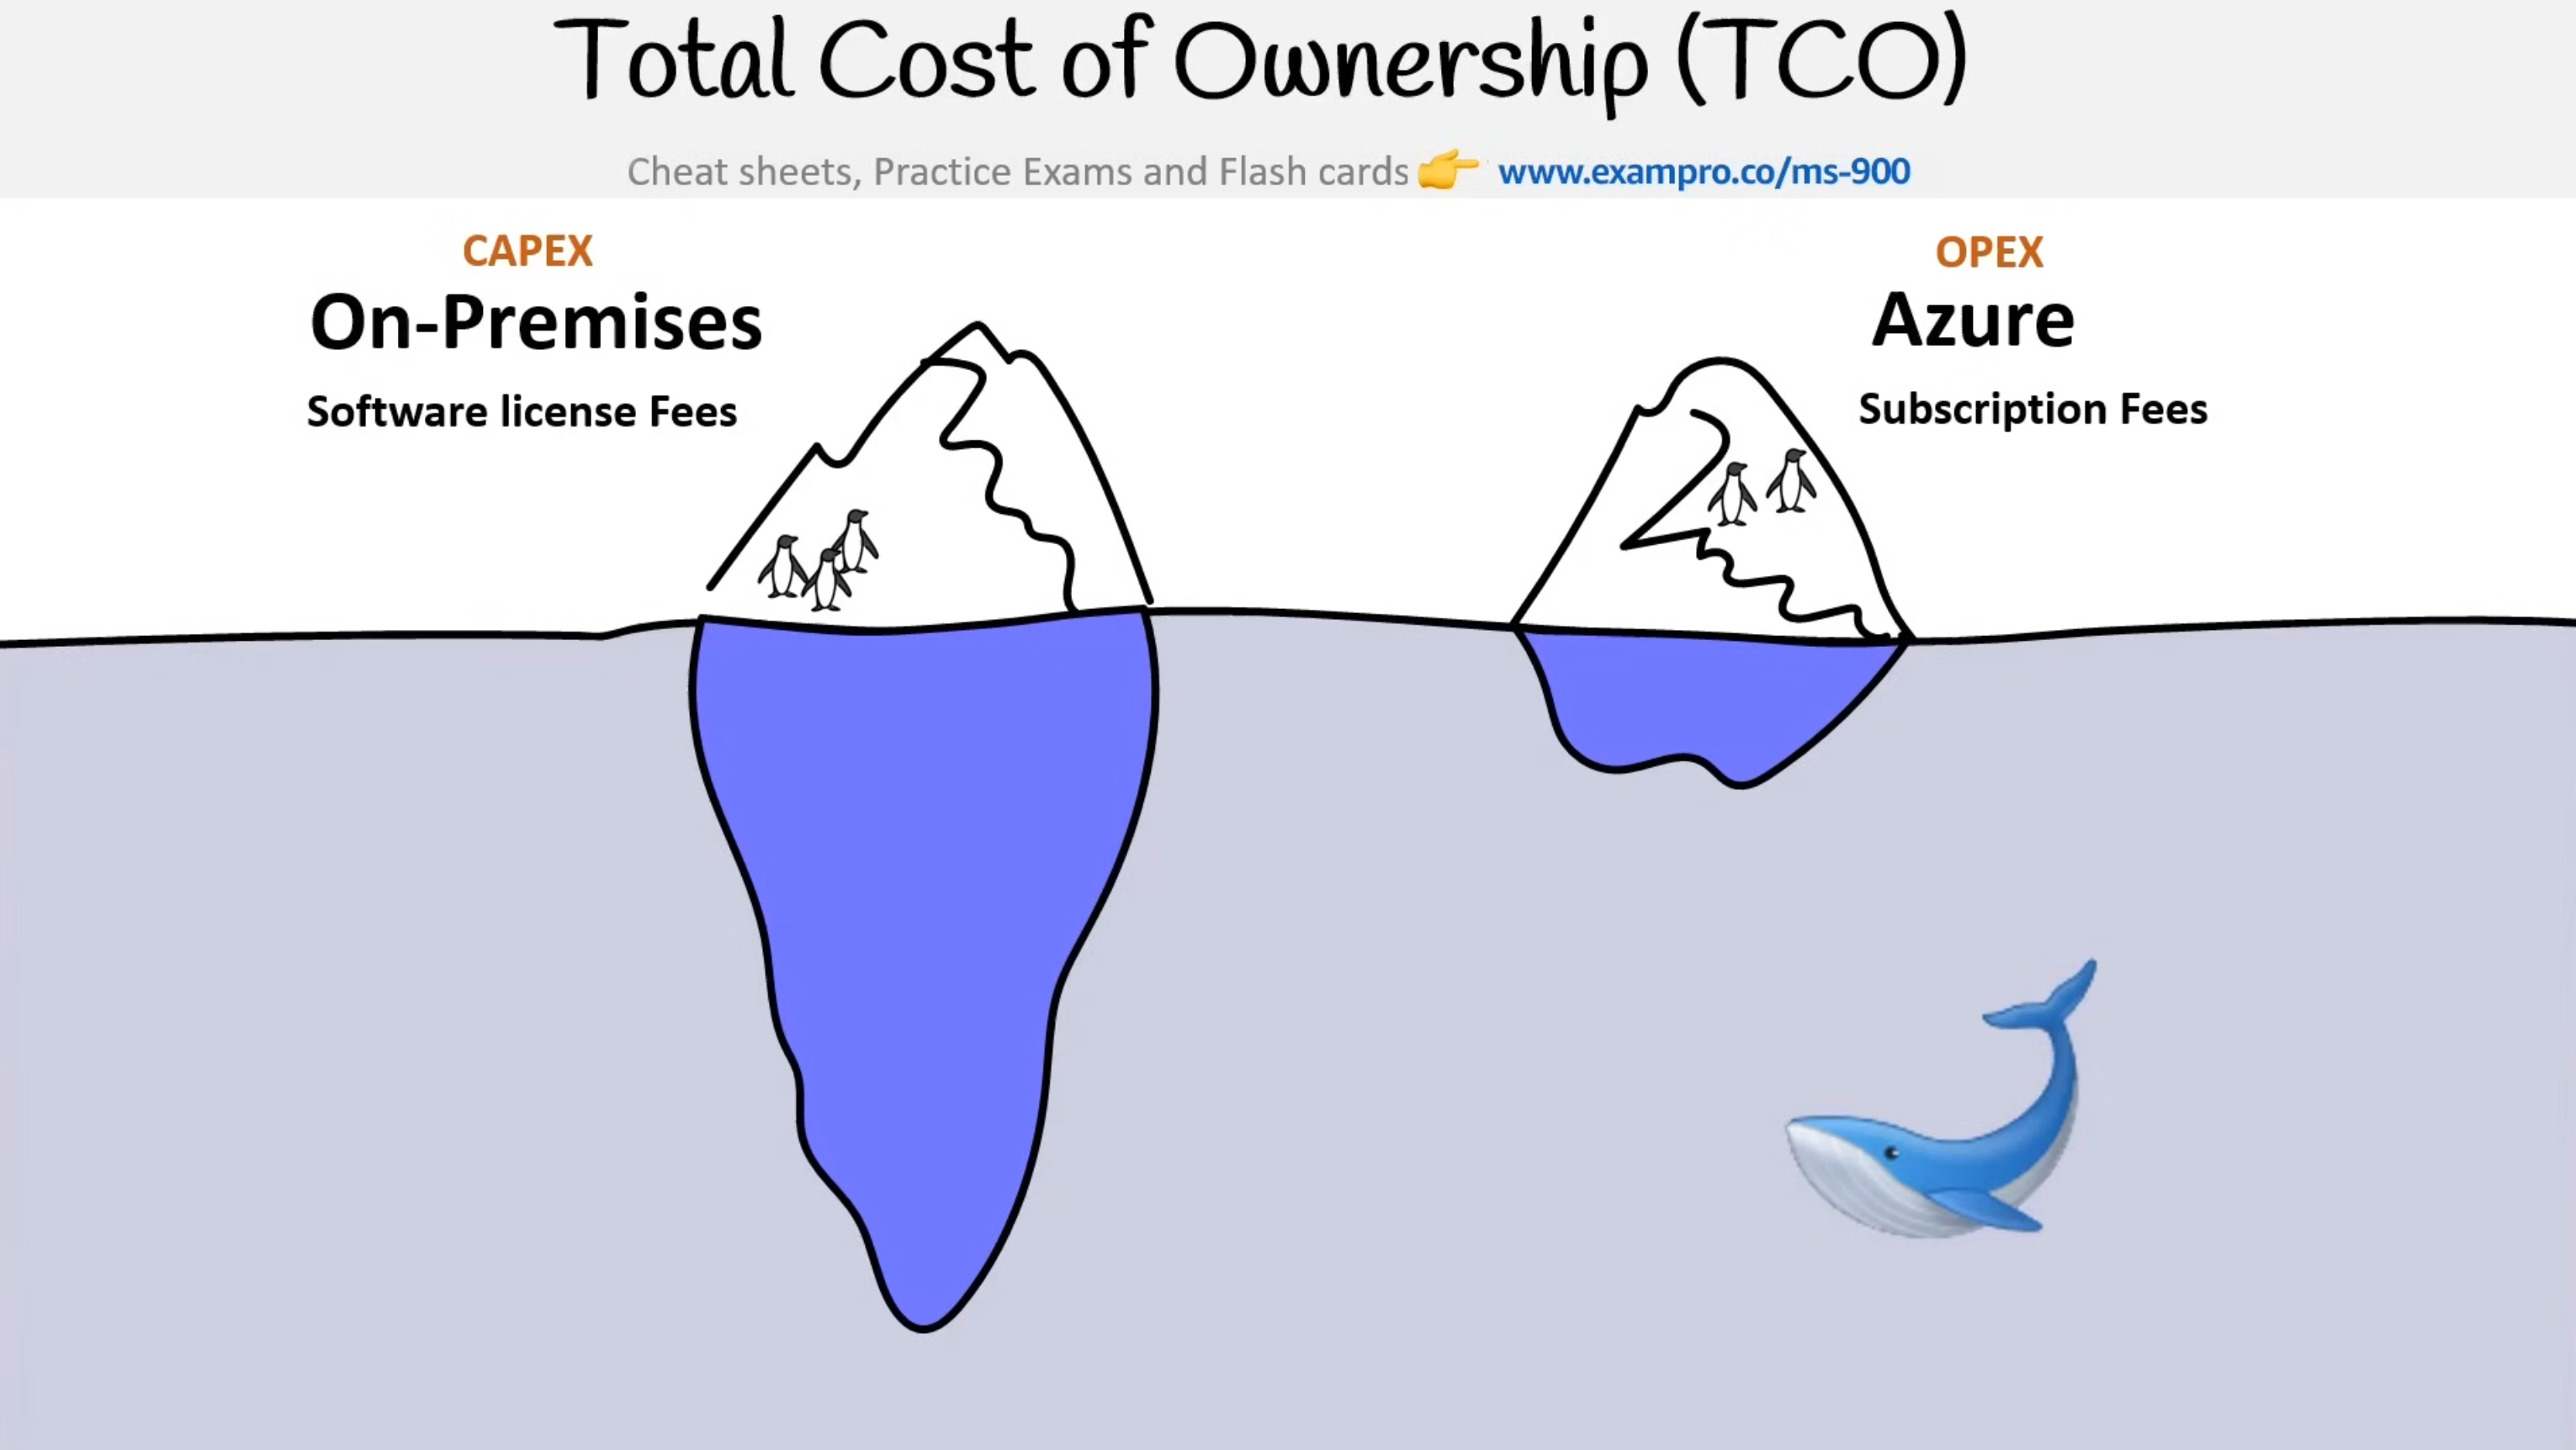 Total Cost of Ownership (TCO)
Cheat sheets, Practice Exams and Flash cards 👉 www.exampro.co/ms-900
CAPEX
On-Premises
Software license Fees
OPEX
Azure
Subscription Fees